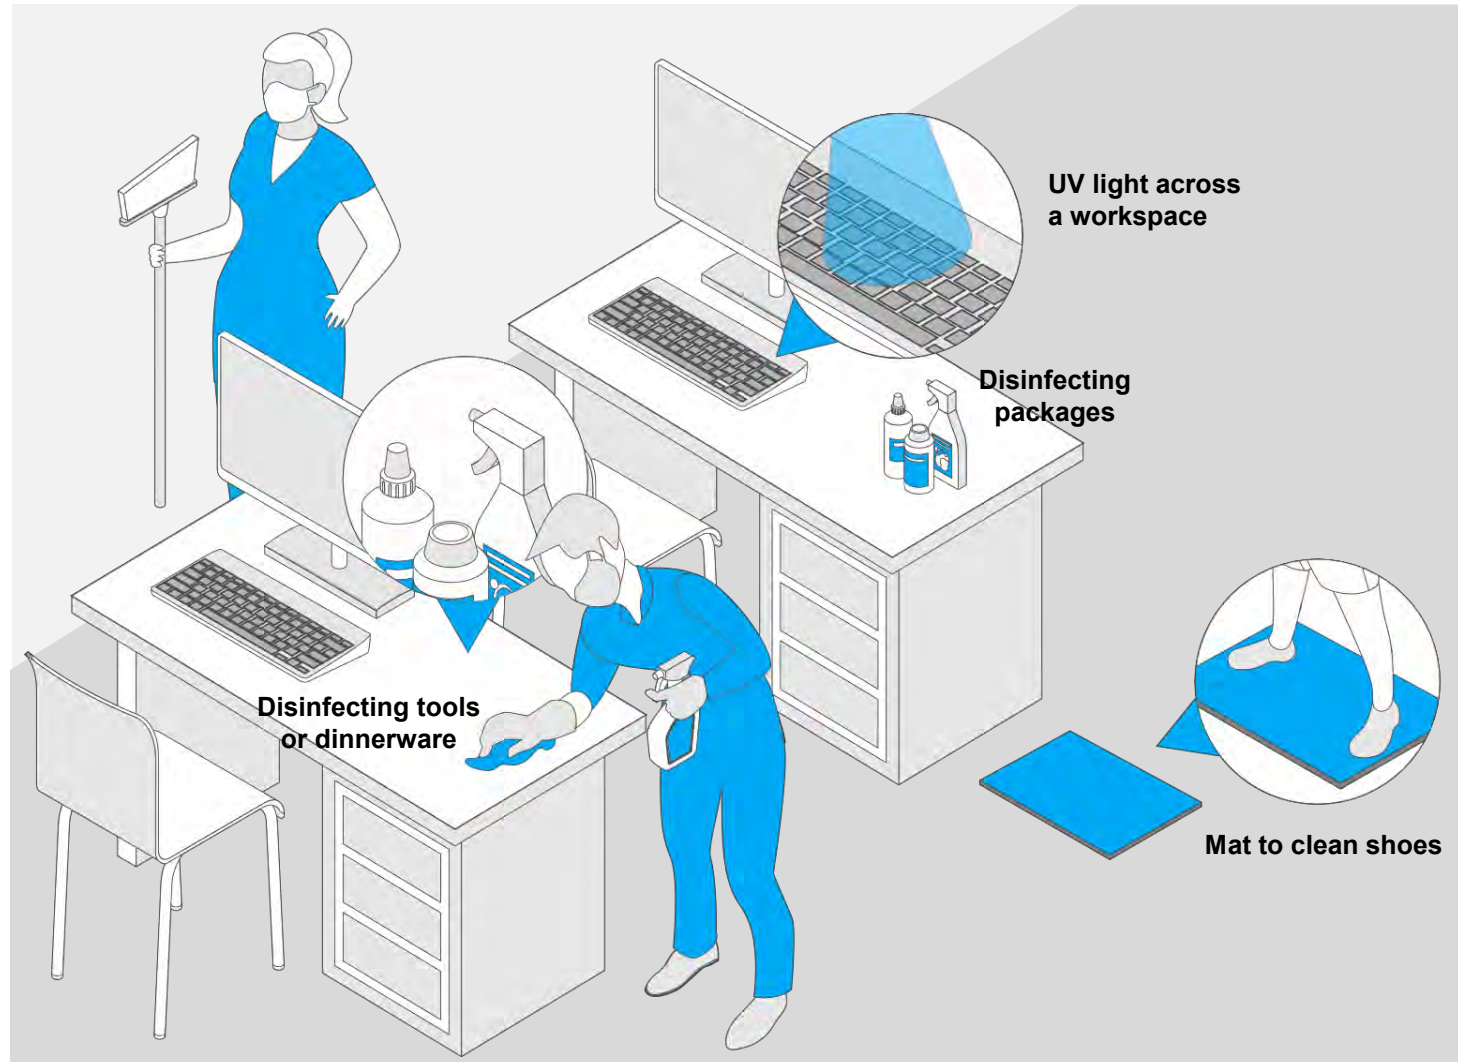 UV light across
a workspace
Disinfecting
packages
Disinfecting tools
or dinnerware
Mat to clean shoes